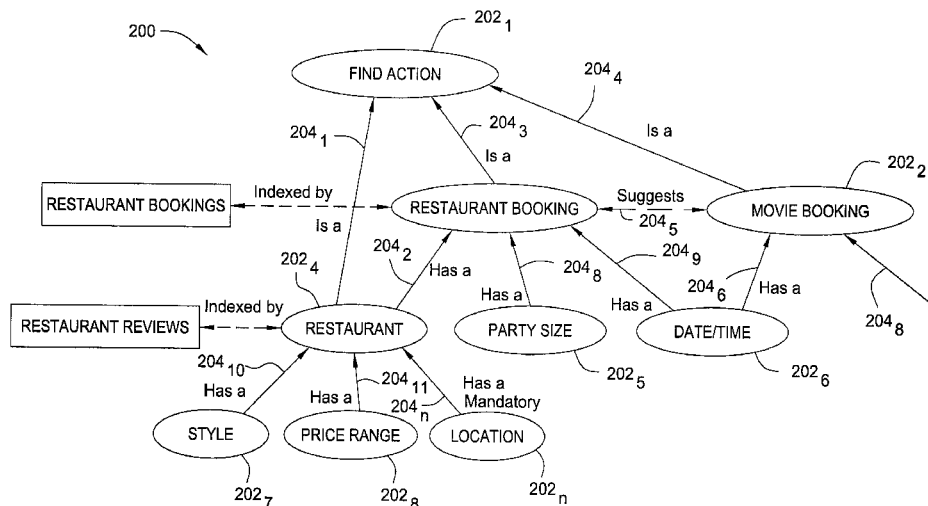 200
202 1
FIND ACTION
204 4
204 1
204 3
Is a
Is a
202 2
RESTAURANT BOOKINGS
Indexed by
RESTAURANT BOOKING
Suggests
204 5
MOVIE BOOKING
Is a
202 4
204 2
Has a
204 8
204 9
204 6
Has a
204 8
RESTAURANT REVIEWS
Indexed by
RESTAURANT
Has a
PARTY SIZE
Has a
DATE/TIME
204 10
Has a
204 11
Has a
204 n
Has a
Mandatory
202 5
202 6
STYLE
PRICE RANGE
LOCATION
202 7
202 8
202 n